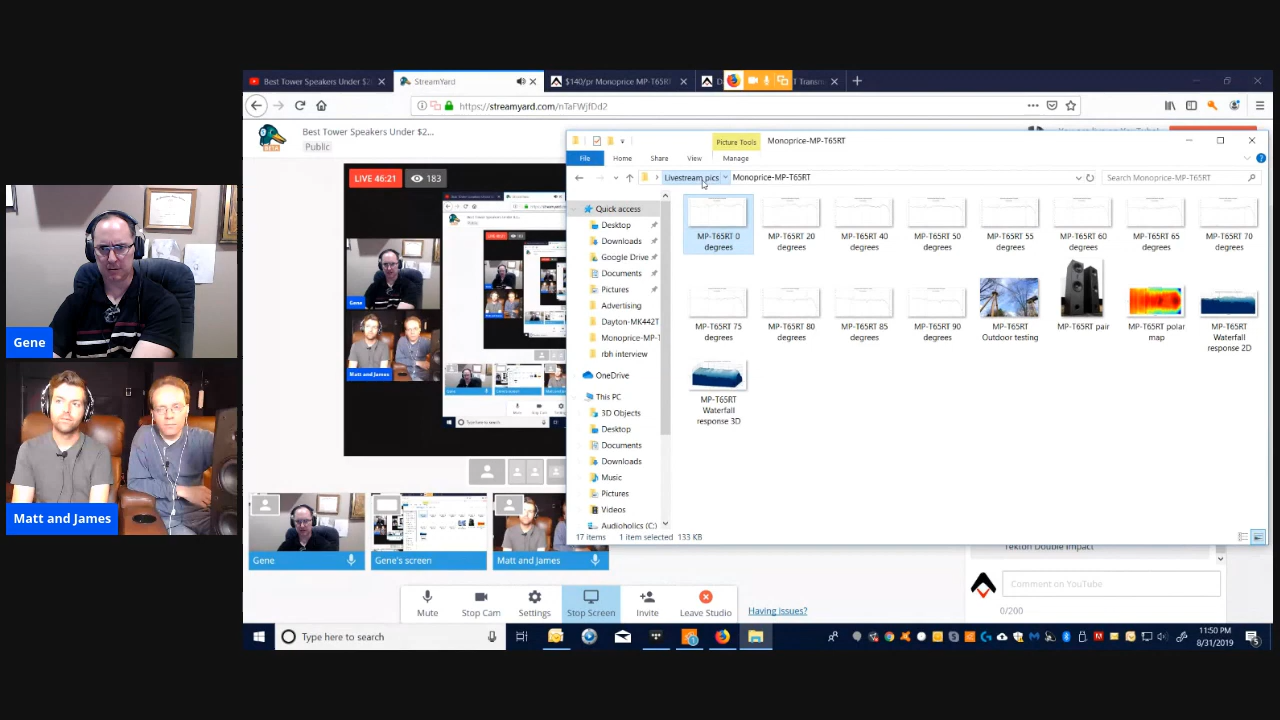 Best Tower Speakers Under $2
StreamYard
$140/pr Monoprice MP-T65RT
T Transm
https://streamyard.com/nTaFWjfDd2
BETA
Best Tower Speakers Under $2...
Public
LIVE 46:21
183
Gene
Matt and James
Gene
Matt and James
Picture Tools
Monoprice-MP-T65RT
File
Home
Share
View
Manage
Livestream pics
Monoprice-MP-T65RT
Search Monoprice-MP-T65RT
Quick access
Desktop
Downloads
Google Drive
Documents
Pictures
Advertising
Dayton-MK442T
Monoprice-MP-T
rbh interview
OneDrive
This PC
3D Objects
Desktop
Documents
Downloads
Music
Pictures
Videos
Audioholics (C:)
MP-T65RT 0
degrees
MP-T65RT 20
degrees
MP-T65RT 40
degrees
MP-T65RT 50
degrees
MP-T65RT 55
degrees
MP-T65RT 60
degrees
MP-T65RT 65
degrees
MP-T65RT 70
degrees
MP-T65RT 75
degrees
MP-T65RT 80
degrees
MP-T65RT 85
degrees
MP-T65RT 90
degrees
MP-T65RT
Outdoor testing
MP-T65RT pair
MP-T65RT polar
map
MP-T65RT
Waterfall
response 2D
MP-T65RT
Waterfall
response 3D
17 items
1 item selected 133 KB
Gene
Gene's screen
Matt and James
Tekton Double Impact
Comment on YouTube
0/200
Mute
Stop Cam
Settings
Stop Screen
Invite
Leave Studio
Having issues?
Type here to search
11:50 PM
8/31/2019